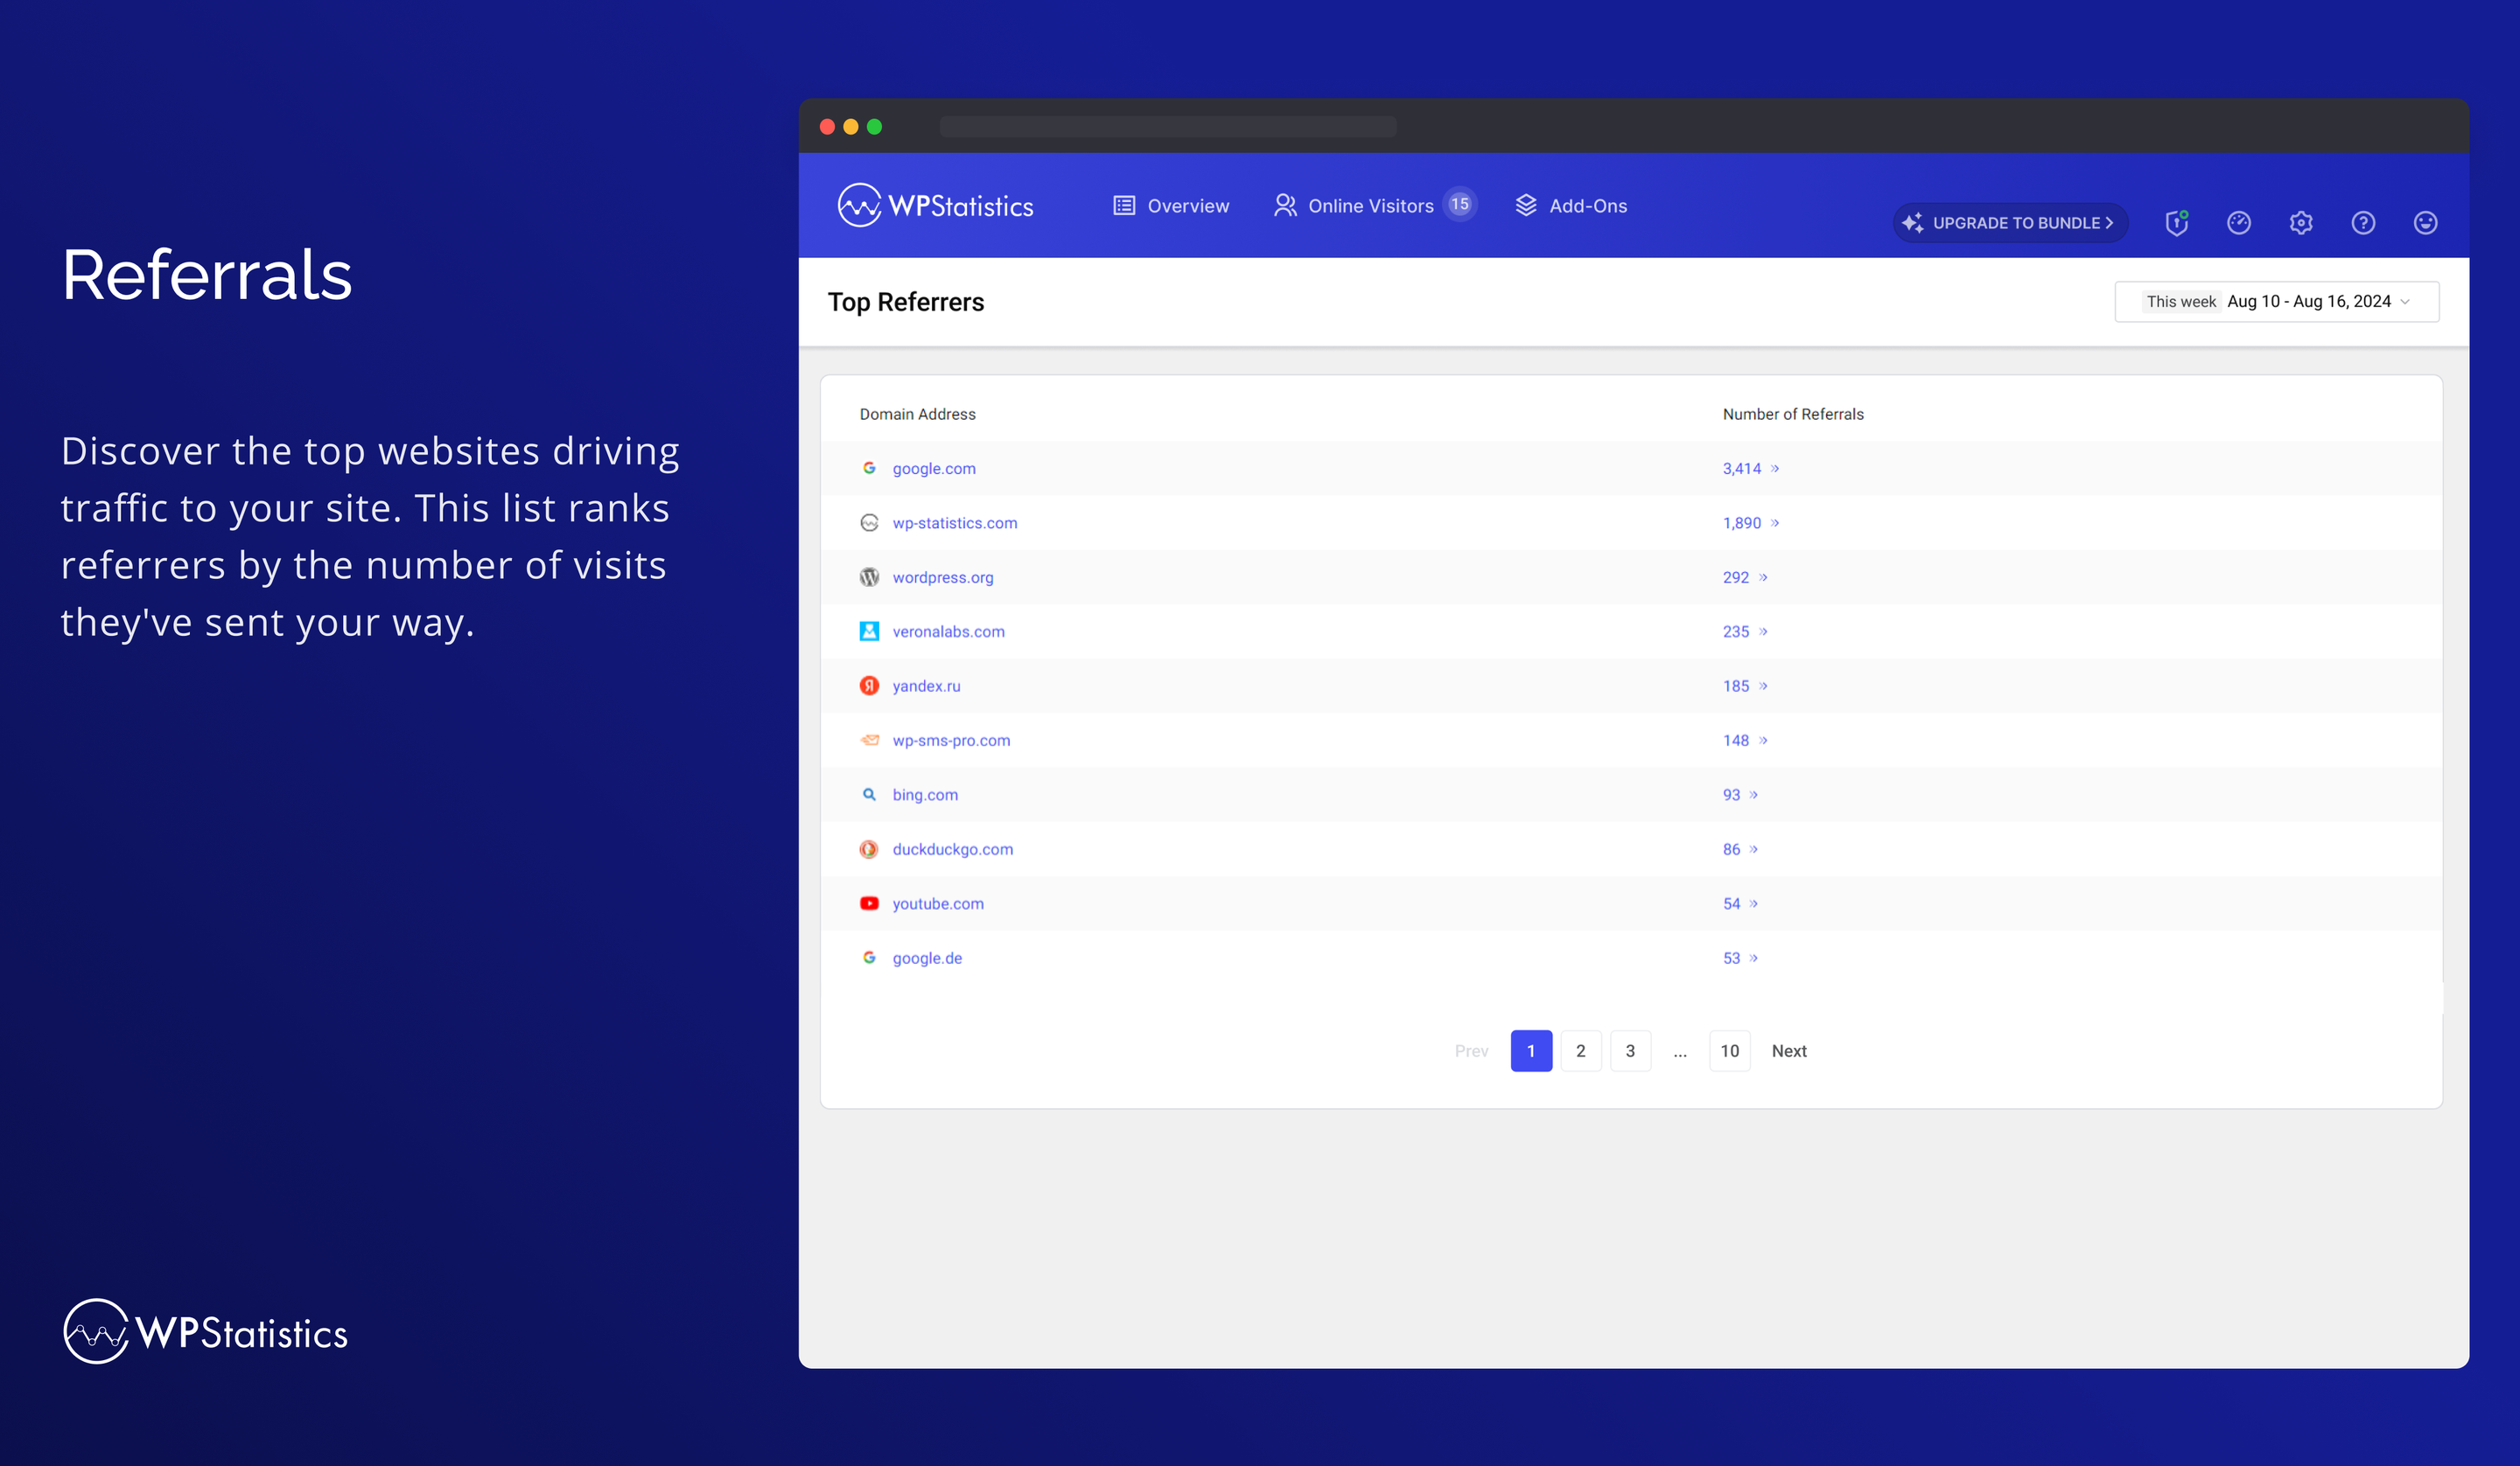 Referrals
Discover the top websites driving
traffic to your site. This list ranks
referrers by the number of visits
they've sent your way.
WPStatistics
WPStatistics Overview Online Visitors 15 Add-Ons UPGRADE TO BUNDLE
Top Referrers This week Aug 10 - Aug 16, 2024
Domain Address Number of Referrals
google.com 3,414
wp-statistics.com 1,890
wordpress.org 292
veronalabs.com 235
yandex.ru 185
wp-sms-pro.com 148
bing.com 93
duckduckgo.com 86
youtube.com 54
google.de 53
Prev 1 2 3 ... 10 Next